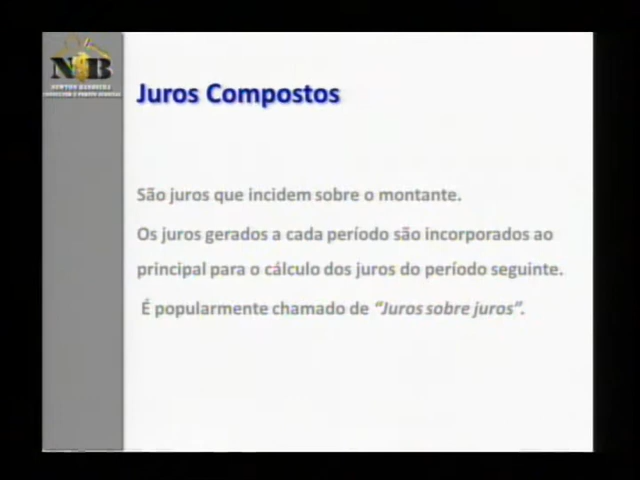 NB
Juros Compostos
São juros que incidem sobre o montante.
Os juros gerados a cada período são incorporados ao
principal para o cálculo dos juros do período seguinte.
É popularmente chamado de “Juros sobre juros”.